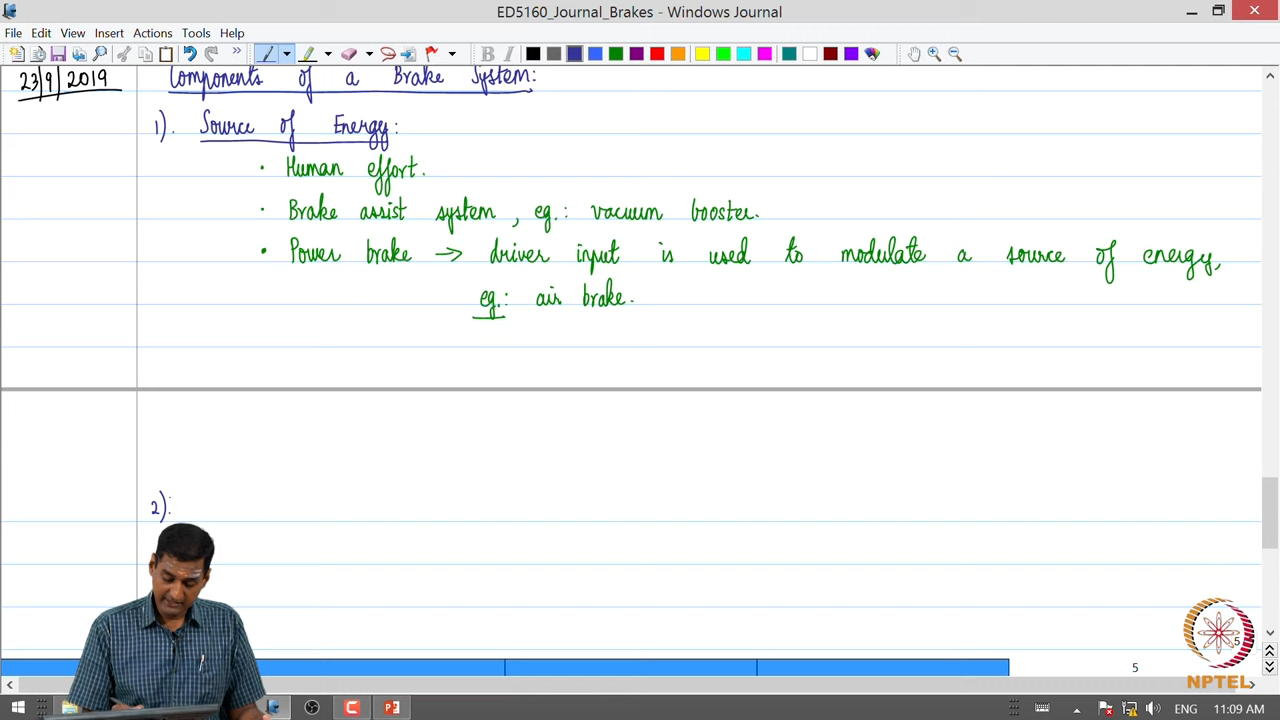 ED5160_Journal_Brakes - Windows Journal
File Edit View Insert Actions Tools Help
23/9/2019
Components of a Brake System:
1). Source of Energy:
· Human effort.
· Brake assist system, eg.: vacuum booster.
· Power brake → driver input is used to modulate a source of energy,
eg.: air brake.
2).
5
5
NPTEL
ENG 11:09 AM